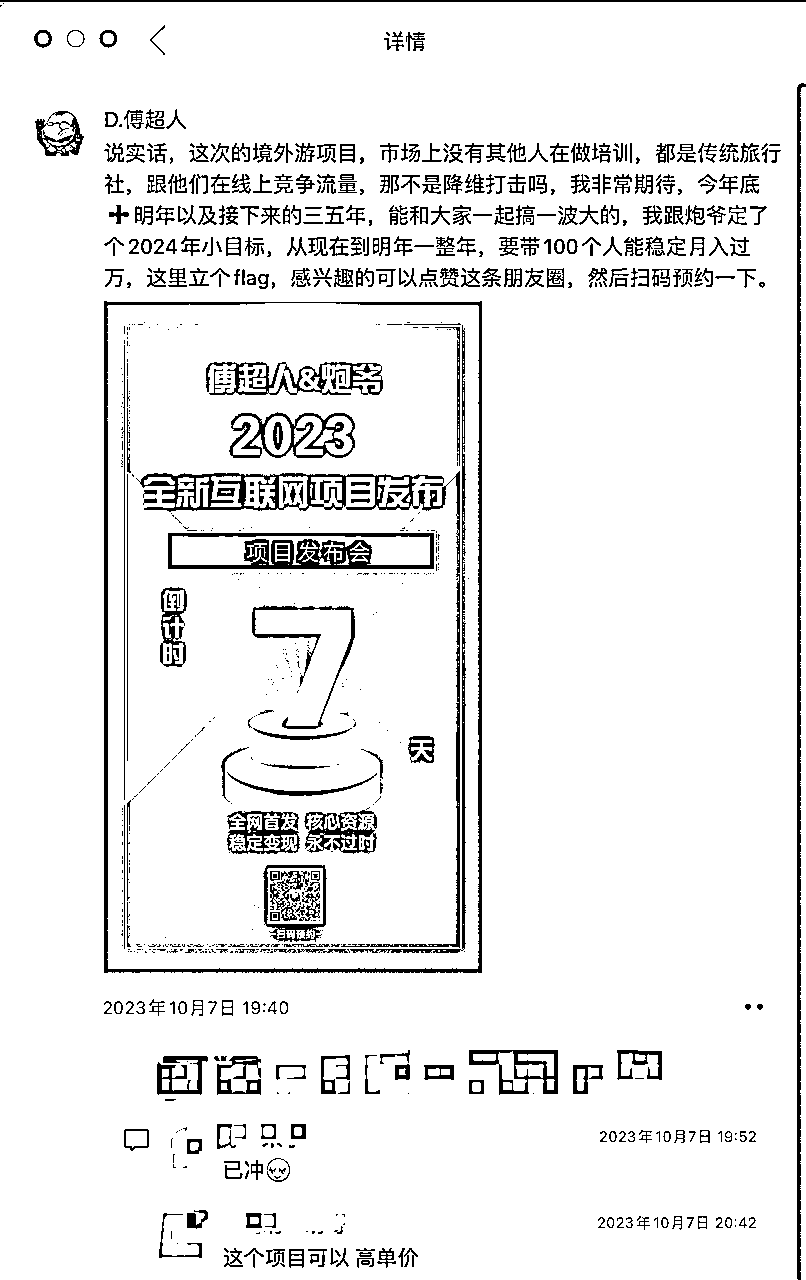 详情
D.傅超人
说实话，这次的境外游项目，市场上没有其他人在做培训，都是传统旅行
社，跟他们在线上竞争流量，那不是降维打击吗，我非常期待，今年底
➕明年以及接下来的三五年，能和大家一起搞一波大的，我跟炮爷定了
个2024年小目标，从现在到明年一整年，要带100个人能稳定月入过
万，这里立个flag，感兴趣的可以点赞这条朋友圈，然后扫码预约一下。
傅超人&炮爷
2023
全新互联网项目发布
项目发布会
倒计时
7
天
全网首发 核心资源
稳定变现 永不过时
扫码预约
2023年10月7日 19:40
2023年10月7日 19:52
已冲
2023年10月7日 20:42
这个项目可以 高单价